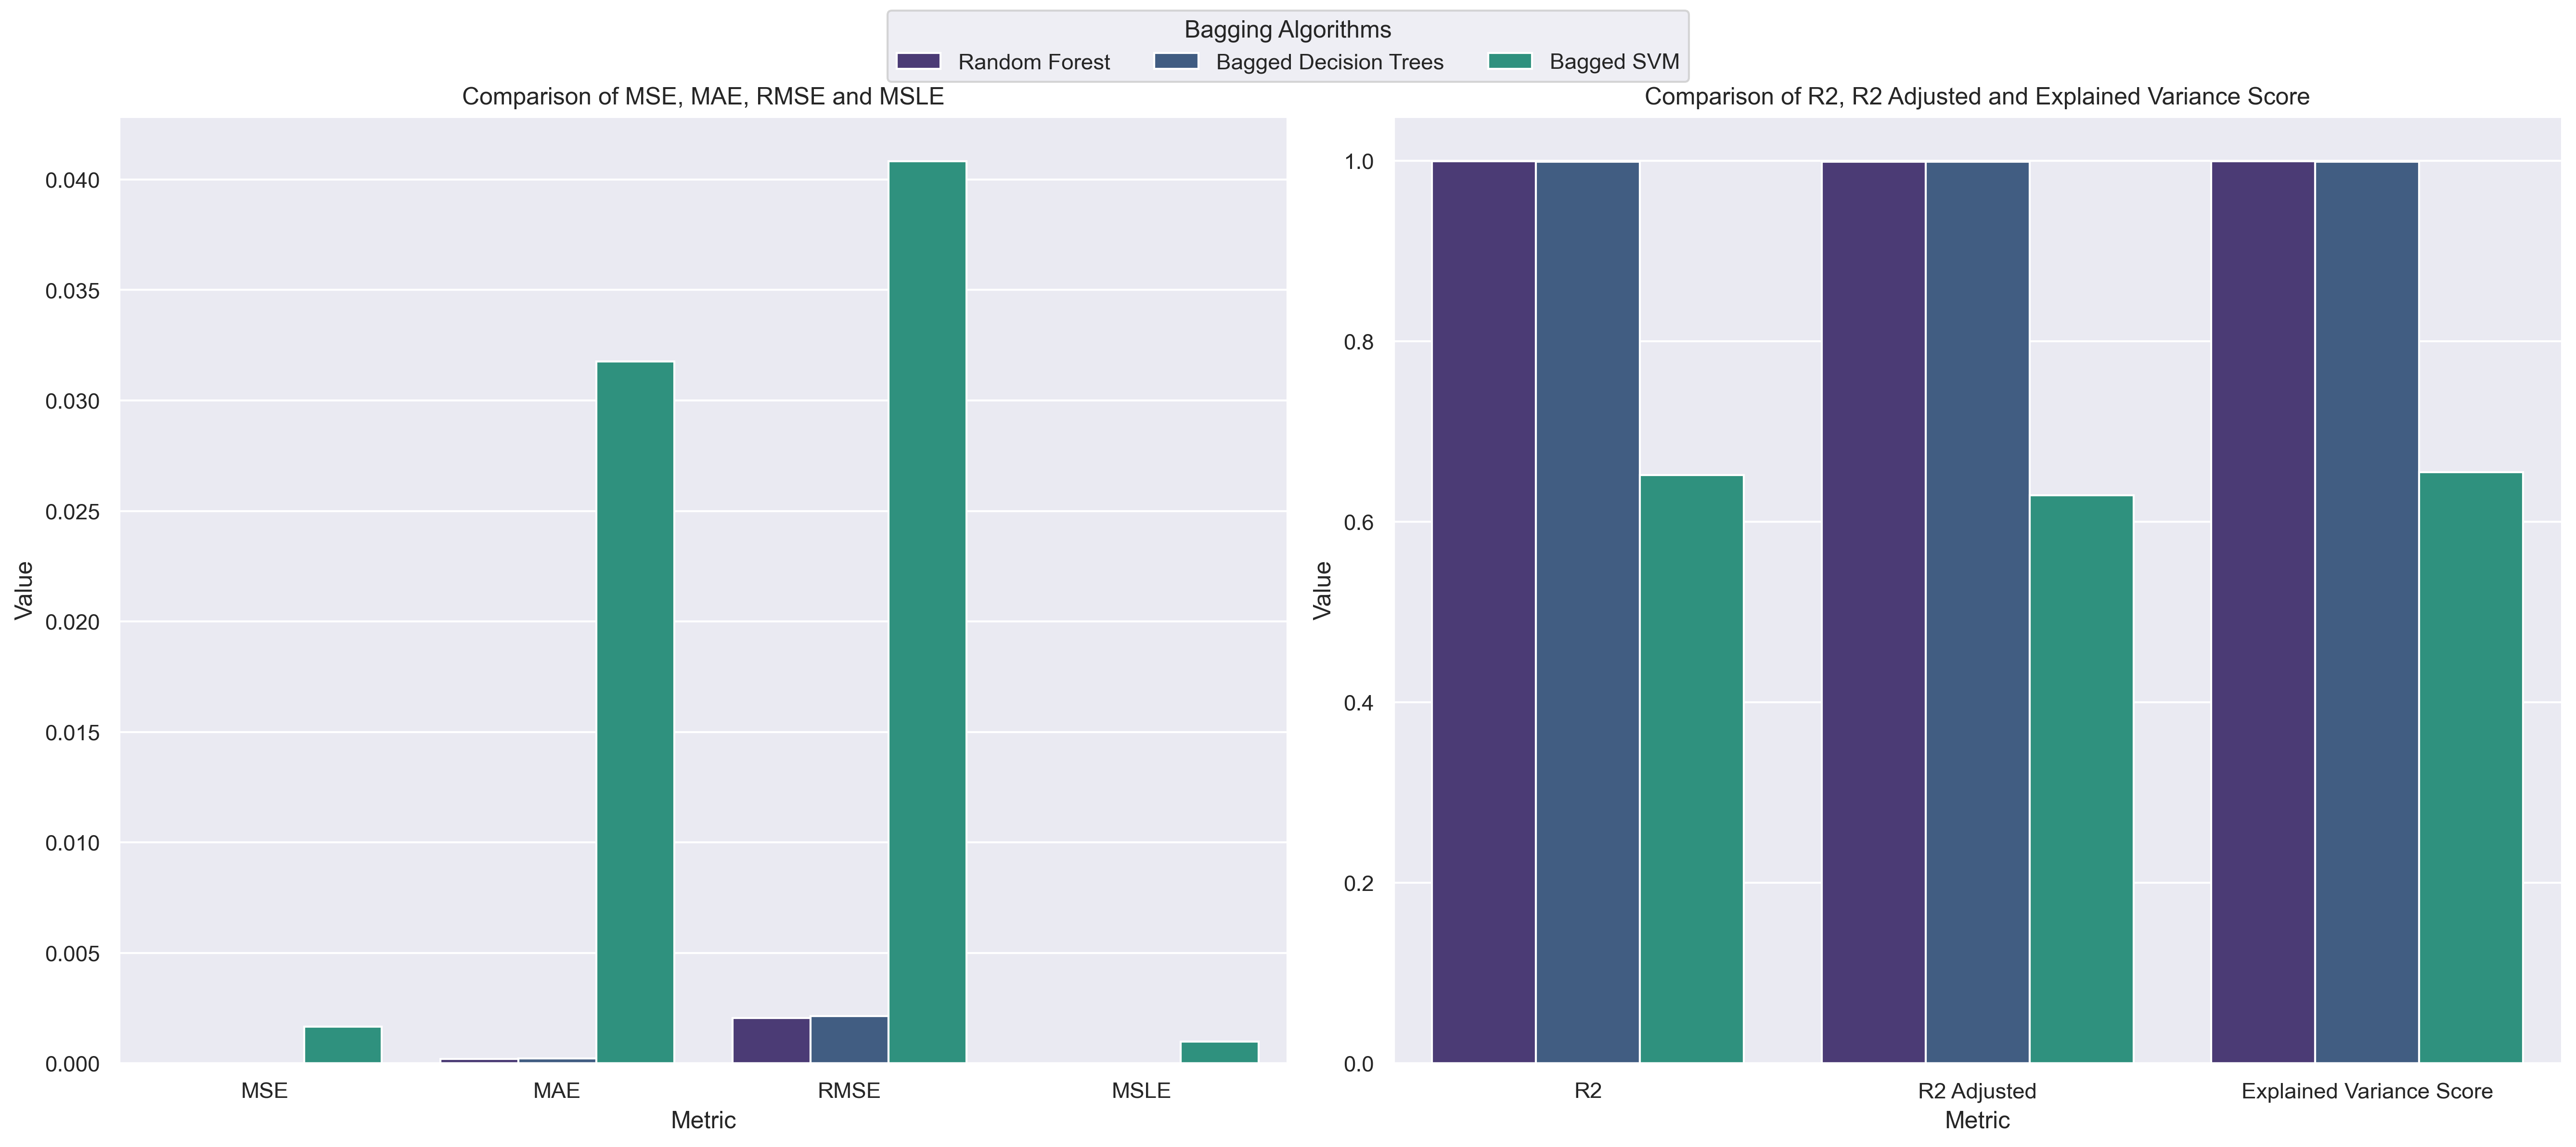 Bagging Algorithms
Random Forest Bagged Decision Trees Bagged SVM
Comparison of MSE, MAE, RMSE and MSLE
Value
0.040
0.035
0.030
0.025
0.020
0.015
0.010
0.005
0.000
MSE MAE RMSE MSLE
Metric
Comparison of R2, R2 Adjusted and Explained Variance Score
Value
1.0
0.8
0.6
0.4
0.2
0.0
R2 R2 Adjusted Explained Variance Score
Metric